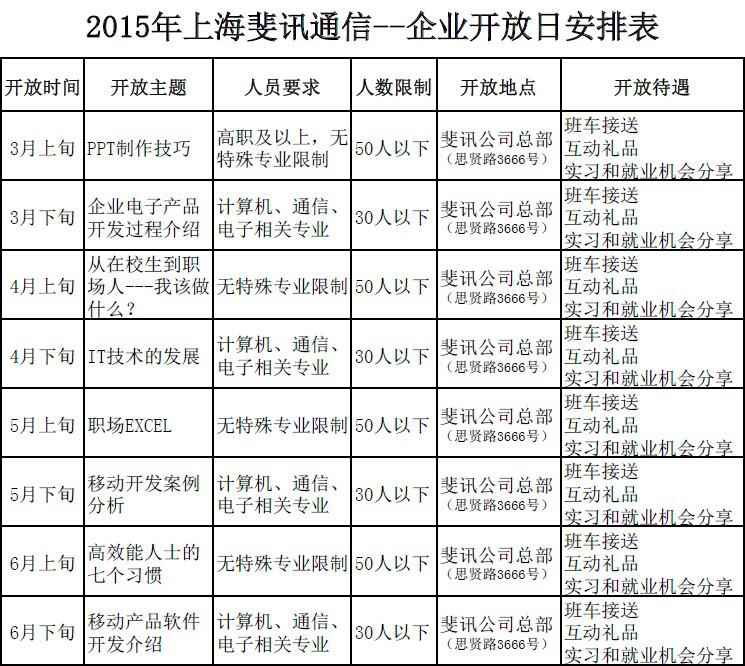 2015年上海斐讯通信--企业开放日安排表
开放时间 开放主题 人员要求 人数限制 开放地点 开放待遇
3月上旬
PPT制作技巧
高职及以上，无
特殊专业限制
50人以下
斐讯公司总部
（思贤路3666号）
班车接送
互动礼品
实习和就业机会分享
3月下旬
企业电子产品
开发过程介绍
计算机、通信、
电子相关专业
30人以下
斐讯公司总部
（思贤路3666号）
班车接送
互动礼品
实习和就业机会分享
4月上旬
从在校生到职
场人---我该做
什么？
无特殊专业限制
50人以下
斐讯公司总部
（思贤路3666号）
班车接送
互动礼品
实习和就业机会分享
4月下旬
IT技术的发展
计算机、通信、
电子相关专业
30人以下
斐讯公司总部
（思贤路3666号）
班车接送
互动礼品
实习和就业机会分享
5月上旬
职场EXCEL
无特殊专业限制
50人以下
斐讯公司总部
（思贤路3666号）
班车接送
互动礼品
实习和就业机会分享
5月下旬
移动开发案例
分析
计算机、通信、
电子相关专业
30人以下
斐讯公司总部
（思贤路3666号）
班车接送
互动礼品
实习和就业机会分享
6月上旬
高效能人士的
七个习惯
无特殊专业限制
50人以下
斐讯公司总部
（思贤路3666号）
班车接送
互动礼品
实习和就业机会分享
6月下旬
移动产品软件
开发介绍
计算机、通信、
电子相关专业
30人以下
斐讯公司总部
（思贤路3666号）
班车接送
互动礼品
实习和就业机会分享